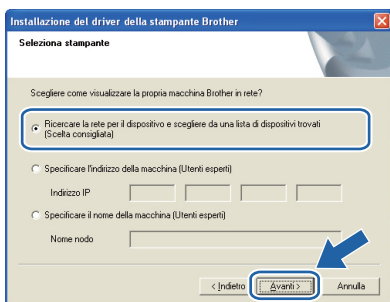 Installazione del driver della stampante Brother
Seleziona stampante
Scegliere come visualizzare la propria macchina Brother in rete?
Ricercare la rete per il dispositivo e scegliere da una lista di dispositivi trovati
(Scelta consigliata)
Specificare l'indirizzo della macchina (Utenti esperti)
Indirizzo IP
Specificare il nome della macchina (Utenti esperti)
Nome nodo
< Indietro
Avanti >
Annulla